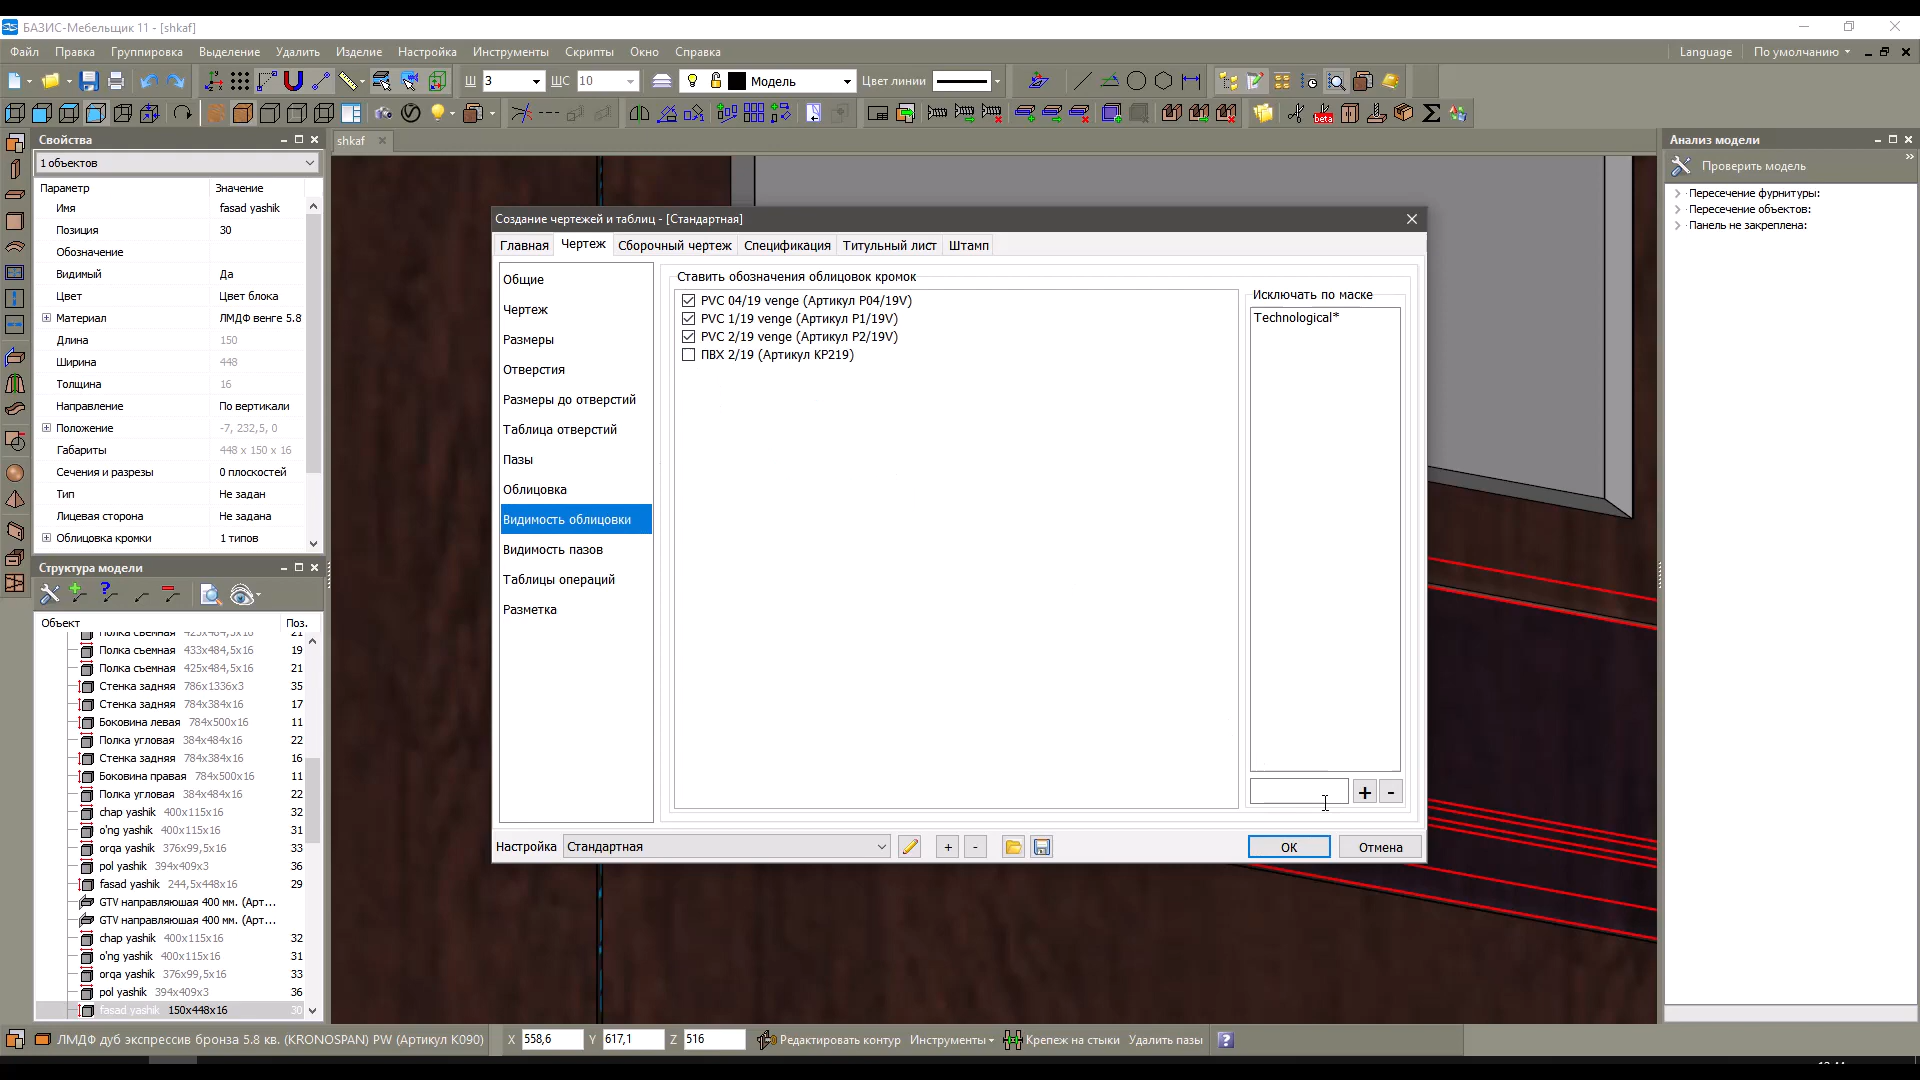 БАЗИС-Мебельщик 11 - [shkaf]
Файл Правка Группировка Выделение Удалить Изделие Настройка Инструменты Скрипты Окно Справка Language По умолчанию
Ш 3 ШС 10 Модель Цвет линии
beta
Свойства
shkaf
Анализ модели
1 объектов
Проверить модель
Параметр Значение
Имя fasad yashik
Позиция 30
Обозначение
Видимый Да
Цвет Цвет блока
Материал ЛМДФ венге 5.8
Длина 150
Ширина 448
Толщина 16
Направление По вертикали
Положение -7, 232,5, 0
Габариты 448 x 150 x 16
Сечения и разрезы 0 плоскостей
Тип Не задан
Лицевая сторона Не задана
Облицовка кромки 1 типов
Пересечение фурнитуры:
Пересечение объектов:
Панель не закреплена:
Структура модели
Объект Поз.
Полка съемная 425x484,5x16 21
Полка съемная 433x484,5x16 19
Полка съемная 425x484,5x16 21
Стенка задняя 786x1336x3 35
Стенка задняя 784x384x16 17
Боковина левая 784x500x16 11
Полка угловая 384x484x16 22
Стенка задняя 784x384x16 16
Боковина правая 784x500x16 11
Полка угловая 384x484x16 22
chap yashik 400x115x16 32
o'ng yashik 400x115x16 31
orqa yashik 376x99,5x16 33
pol yashik 394x409x3 36
fasad yashik 244,5x448x16 29
GTV направляюшая 400 мм. (Арт...
GTV направляюшая 400 мм. (Арт...
chap yashik 400x115x16 32
o'ng yashik 400x115x16 31
orqa yashik 376x99,5x16 33
pol yashik 394x409x3 36
fasad yashik 150x448x16 30
Создание чертежей и таблиц - [Стандартная]
Главная Чертеж Сборочный чертеж Спецификация Титульный лист Штамп
Общие
Чертеж
Размеры
Отверстия
Размеры до отверстий
Таблица отверстий
Пазы
Облицовка
Видимость облицовки
Видимость пазов
Таблицы операций
Разметка
Ставить обозначения облицовок кромок
PVC 04/19 venge (Артикул P04/19V)
PVC 1/19 venge (Артикул P1/19V)
PVC 2/19 venge (Артикул P2/19V)
ПВХ 2/19 (Артикул KP219)
Исключать по маске
Technological*
+ -
Настройка Стандартная + - ОК Отмена
ЛМДФ дуб экспрессив бронза 5.8 кв. (KRONOSPAN) PW (Артикул K090) X 558,6 Y 617,1 Z 516 Редактировать контур Инструменты Крепеж на стыки Удалить пазы ?